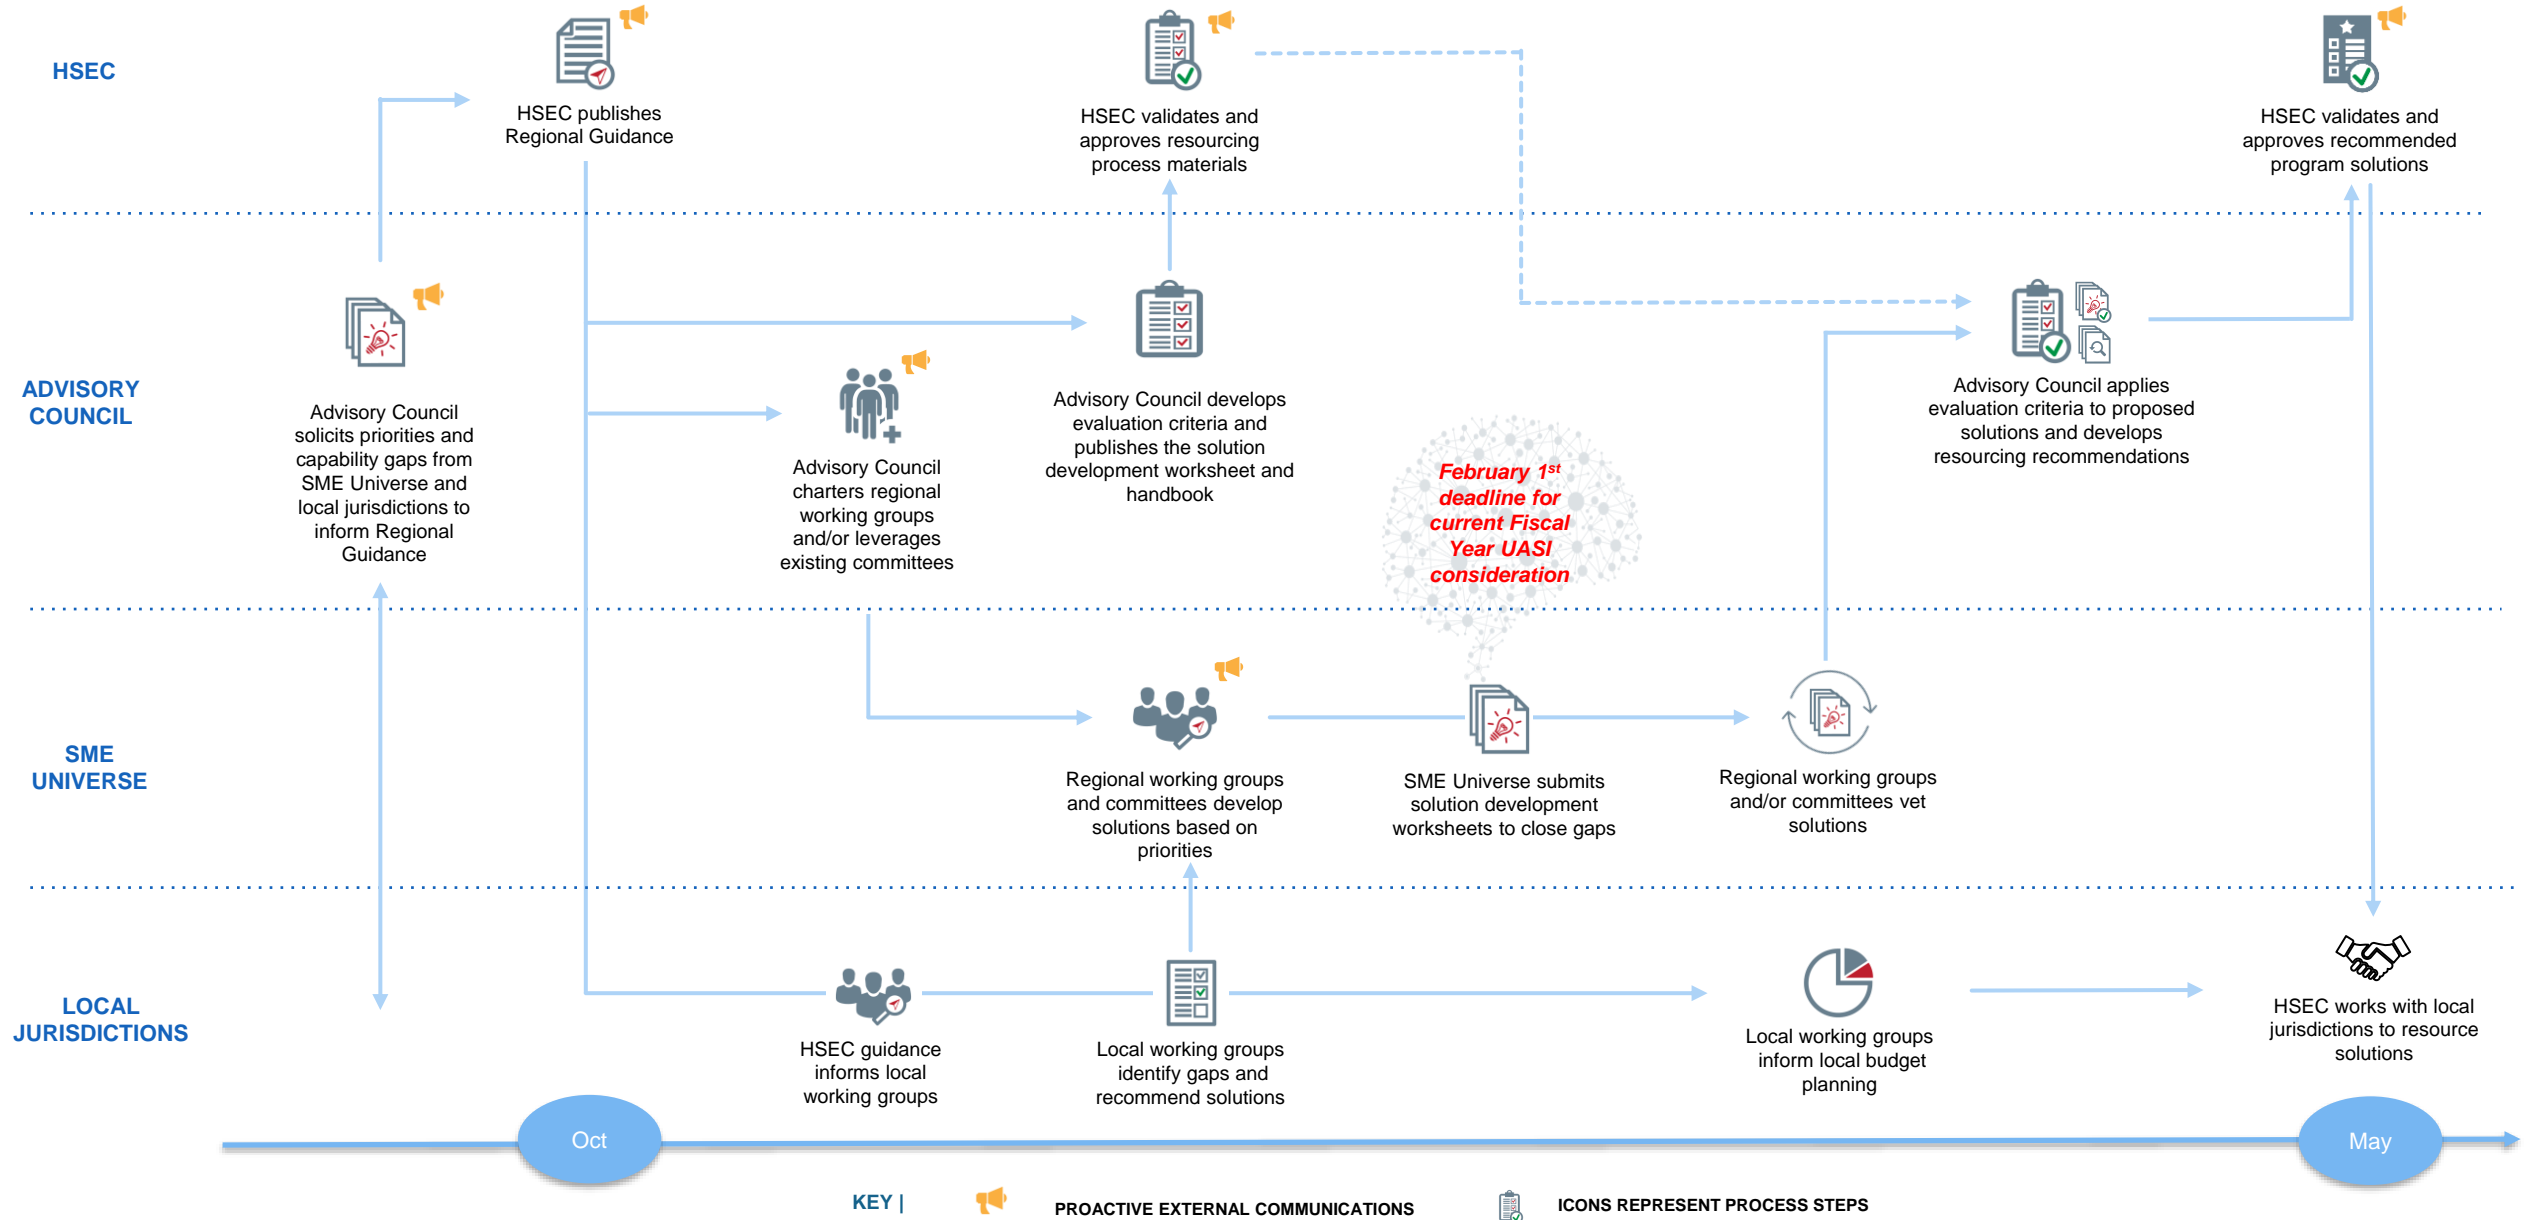 HSEC
HSEC publishes
Regional Guidance
HSEC validates and
approves resourcing
process materials
HSEC validates and
approves recommended
program solutions
ADVISORY
COUNCIL
Advisory Council
solicits priorities and
capability gaps from
SME Universe and
local jurisdictions to
inform Regional
Guidance
Advisory Council
charters regional
working groups
and/or leverages
existing committees
Advisory Council develops
evaluation criteria and
publishes the solution
development worksheet and
handbook
February 1st
deadline for
current Fiscal
Year UASI
consideration
Advisory Council applies
evaluation criteria to proposed
solutions and develops
resourcing recommendations
SME
UNIVERSE
Regional working groups
and committees develop
solutions based on
priorities
SME Universe submits
solution development
worksheets to close gaps
Regional working groups
and/or committees vet
solutions
LOCAL
JURISDICTIONS
HSEC guidance
informs local
working groups
Local working groups
identify gaps and
recommend solutions
Local working groups
inform local budget
planning
HSEC works with local
jurisdictions to resource
solutions
Oct
May
KEY |
PROACTIVE EXTERNAL COMMUNICATIONS
ICONS REPRESENT PROCESS STEPS